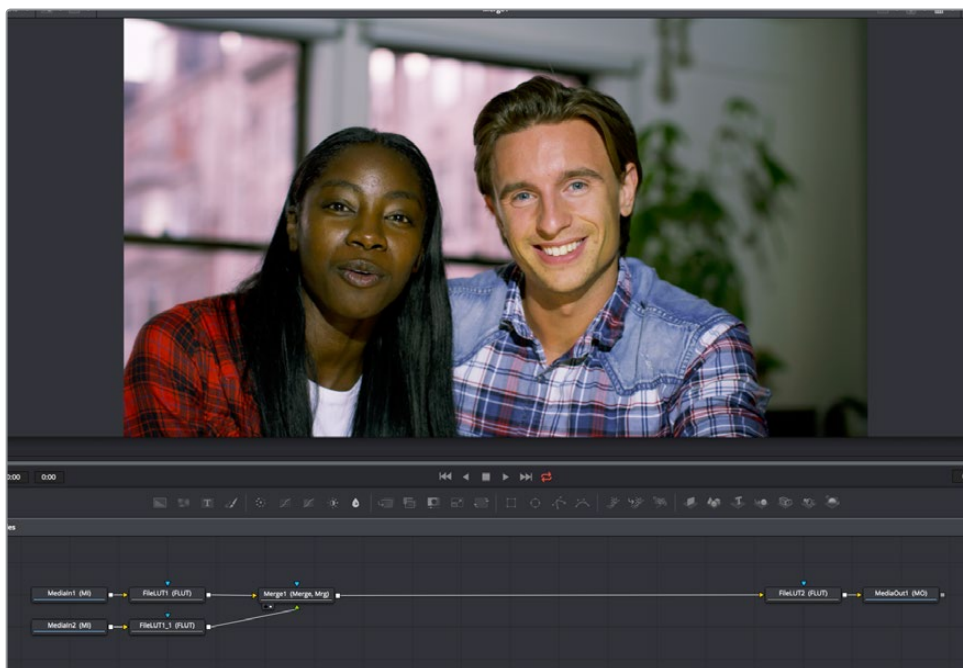 0:00 0:00
T
es
MediaIn1 (MI) FileLUT1 (FLUT) Merge1 (Merge, Mrg) FileLUT2 (FLUT) MediaOut1 (MO)
MediaIn2 (MI) FileLUT1_1 (FLUT)